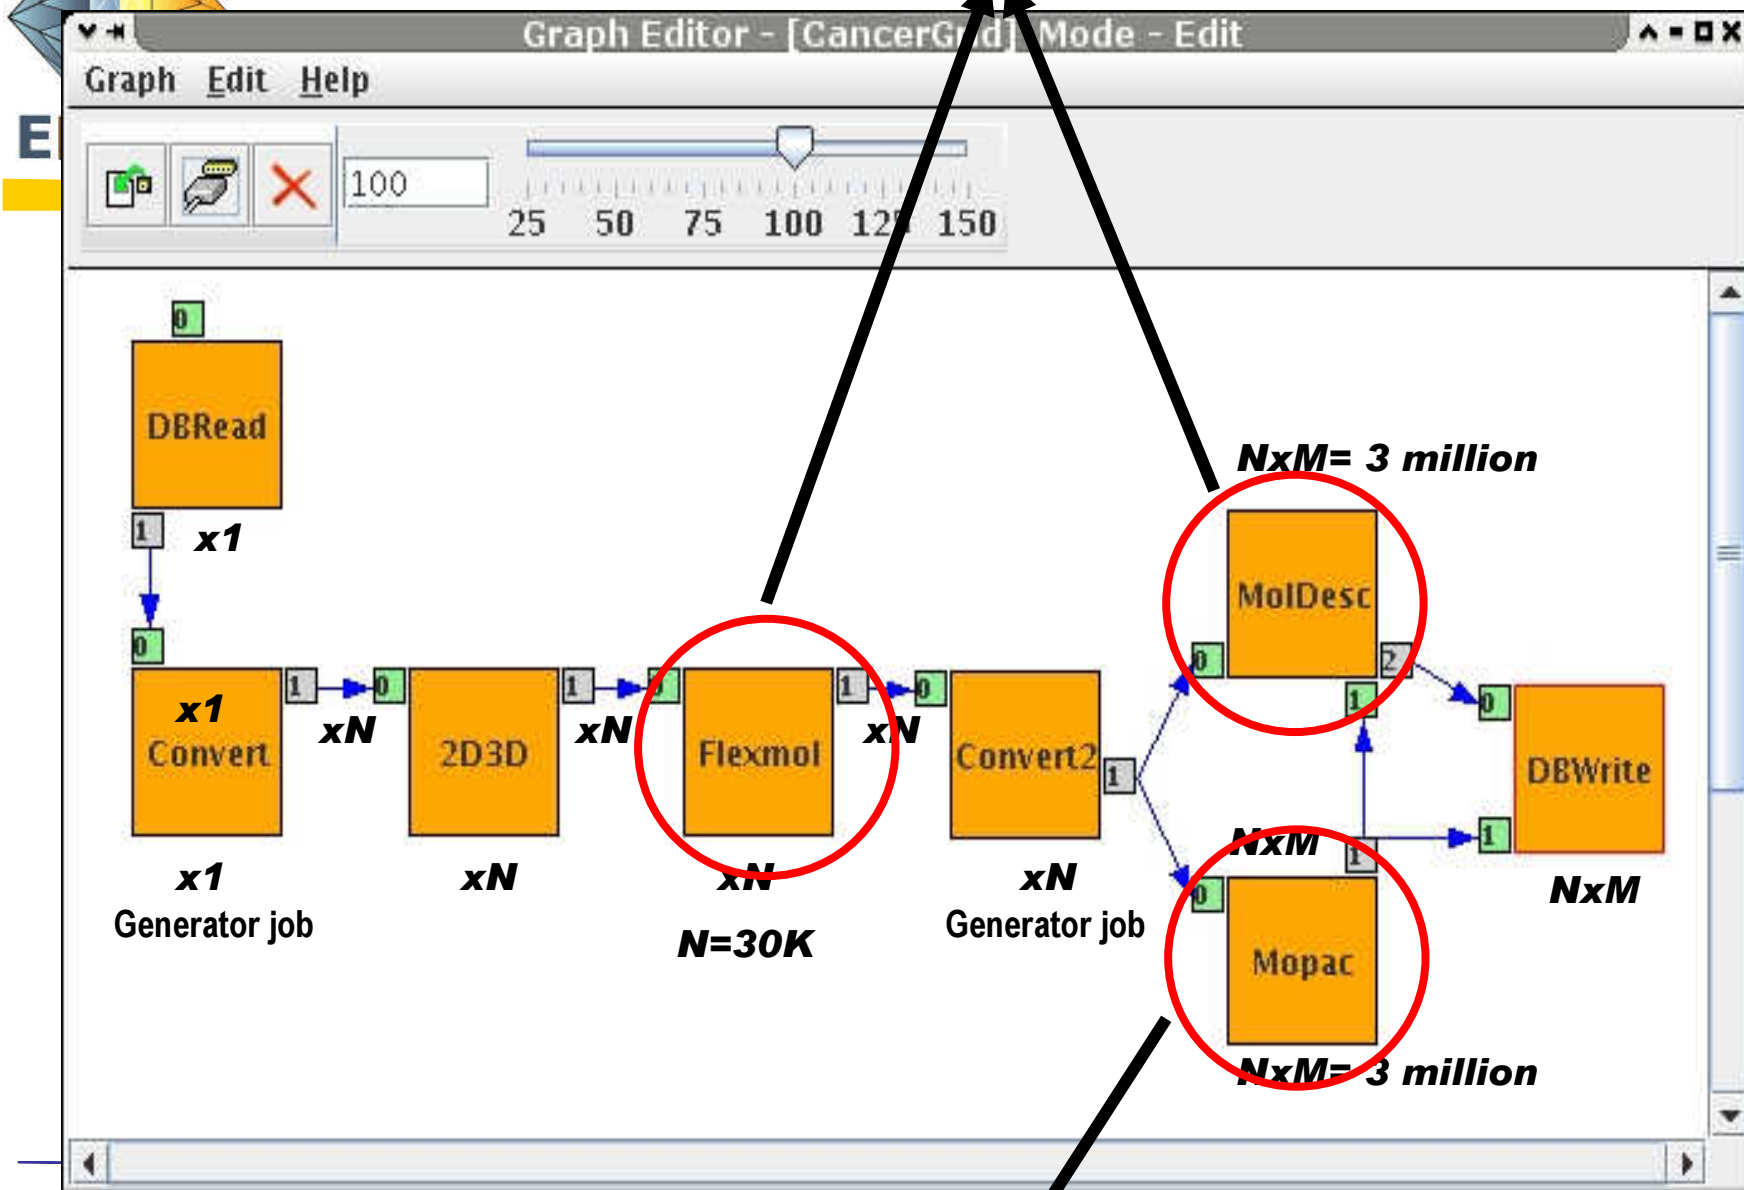 Graph Editor - [CancerGrid] Mode - Edit
Graph Edit Help
E
100
25 50 75 100 125 150
0
DBRead
1
x1
NxM= 3 million
MolDesc
0
2
1
0
x1
Convert
1
xN
0
2D3D
1
xN
0
Flexmol
1
xN
0
Convert2
1
0
DBWrite
1
x1
Generator job
xN
xN
N=30K
xN
Generator job
NxM
1
NxM
0
Mopac
NxM= 3 million